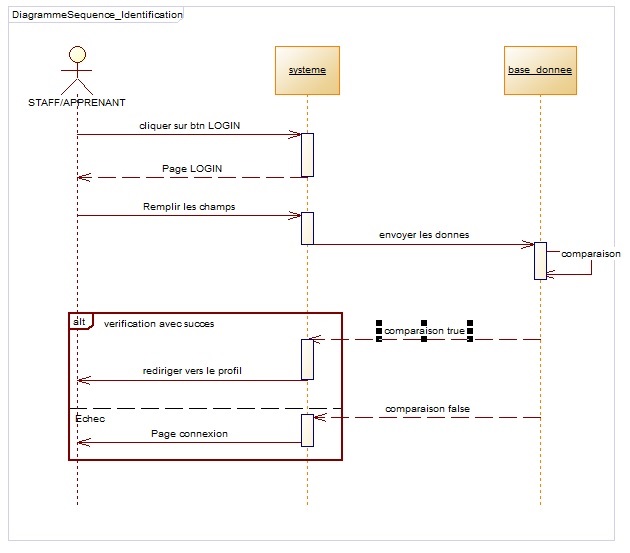 DiagrammeSequence_Identification
systeme
base_donnee
STAFF/APPRENANT
cliquer sur btn LOGIN
Page LOGIN
Remplir les champs
envoyer les donnes
comparaison
alt
verification avec succes
comparaison true
rediriger vers le profil
comparaison false
Echec
Page connexion